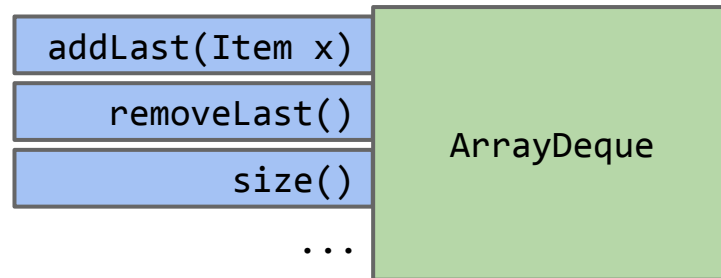 addLast(Item x)
removeLast()
ArrayDeque
size()
...